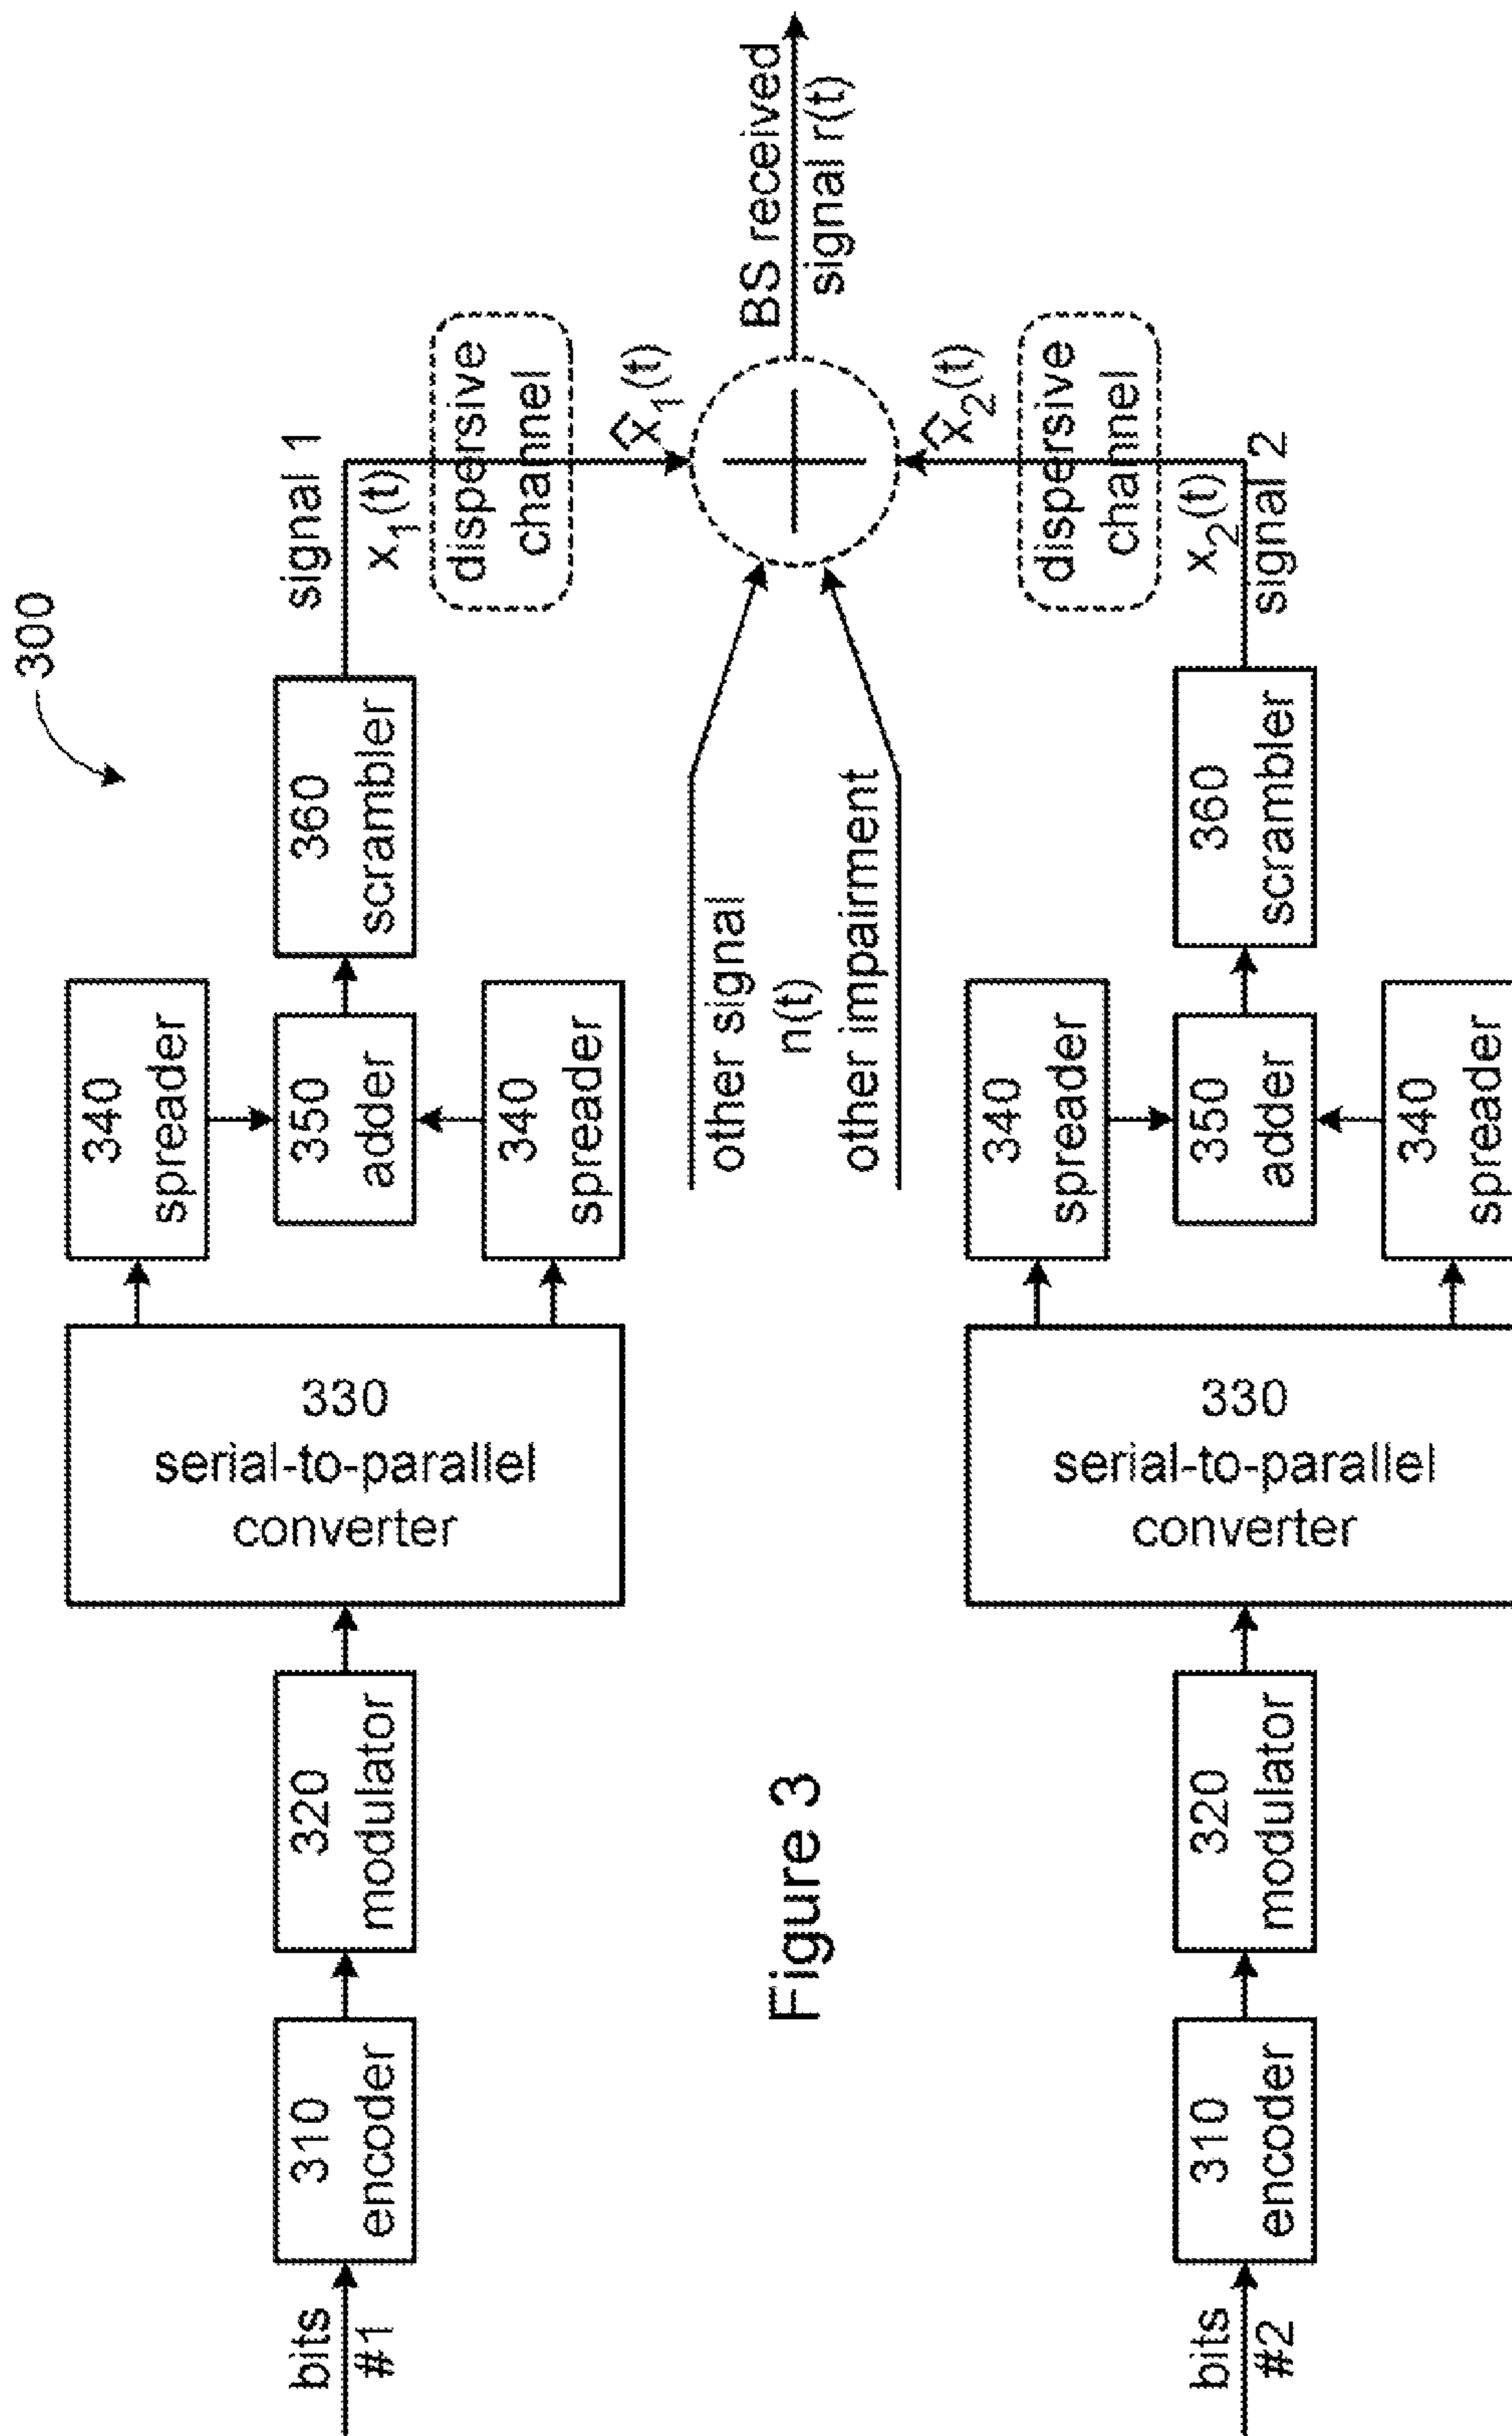 300
bits
#1
310
encoder
320
modulator
330
serial-to-parallel
converter
340
spreader
350
adder
340
spreader
360
scrambler
signal 1
x₁(t)
dispersive
channel
x̂₁(t)
other signal
n(t)
other impairment
BS received
signal r(t)
x̂₂(t)
dispersive
channel
x₂(t)
signal 2
bits
#2
310
encoder
320
modulator
330
serial-to-parallel
converter
340
spreader
350
adder
340
spreader
360
scrambler
Figure 3